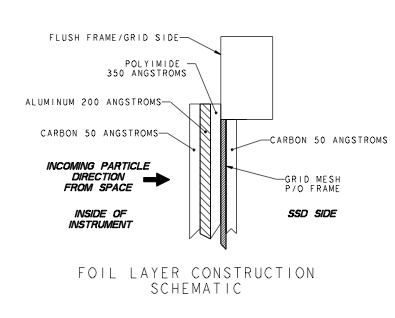 FLUSH FRAME/GRID SIDE
POLYIMIDE
350 ANGSTROMS
ALUMINUM 200 ANGSTROMS
CARBON 50 ANGSTROMS
CARBON 50 ANGSTROMS
INCOMING PARTICLE
DIRECTION
FROM SPACE
GRID MESH
P/O FRAME
INSIDE OF
INSTRUMENT
SSD SIDE
FOIL LAYER CONSTRUCTION
SCHEMATIC